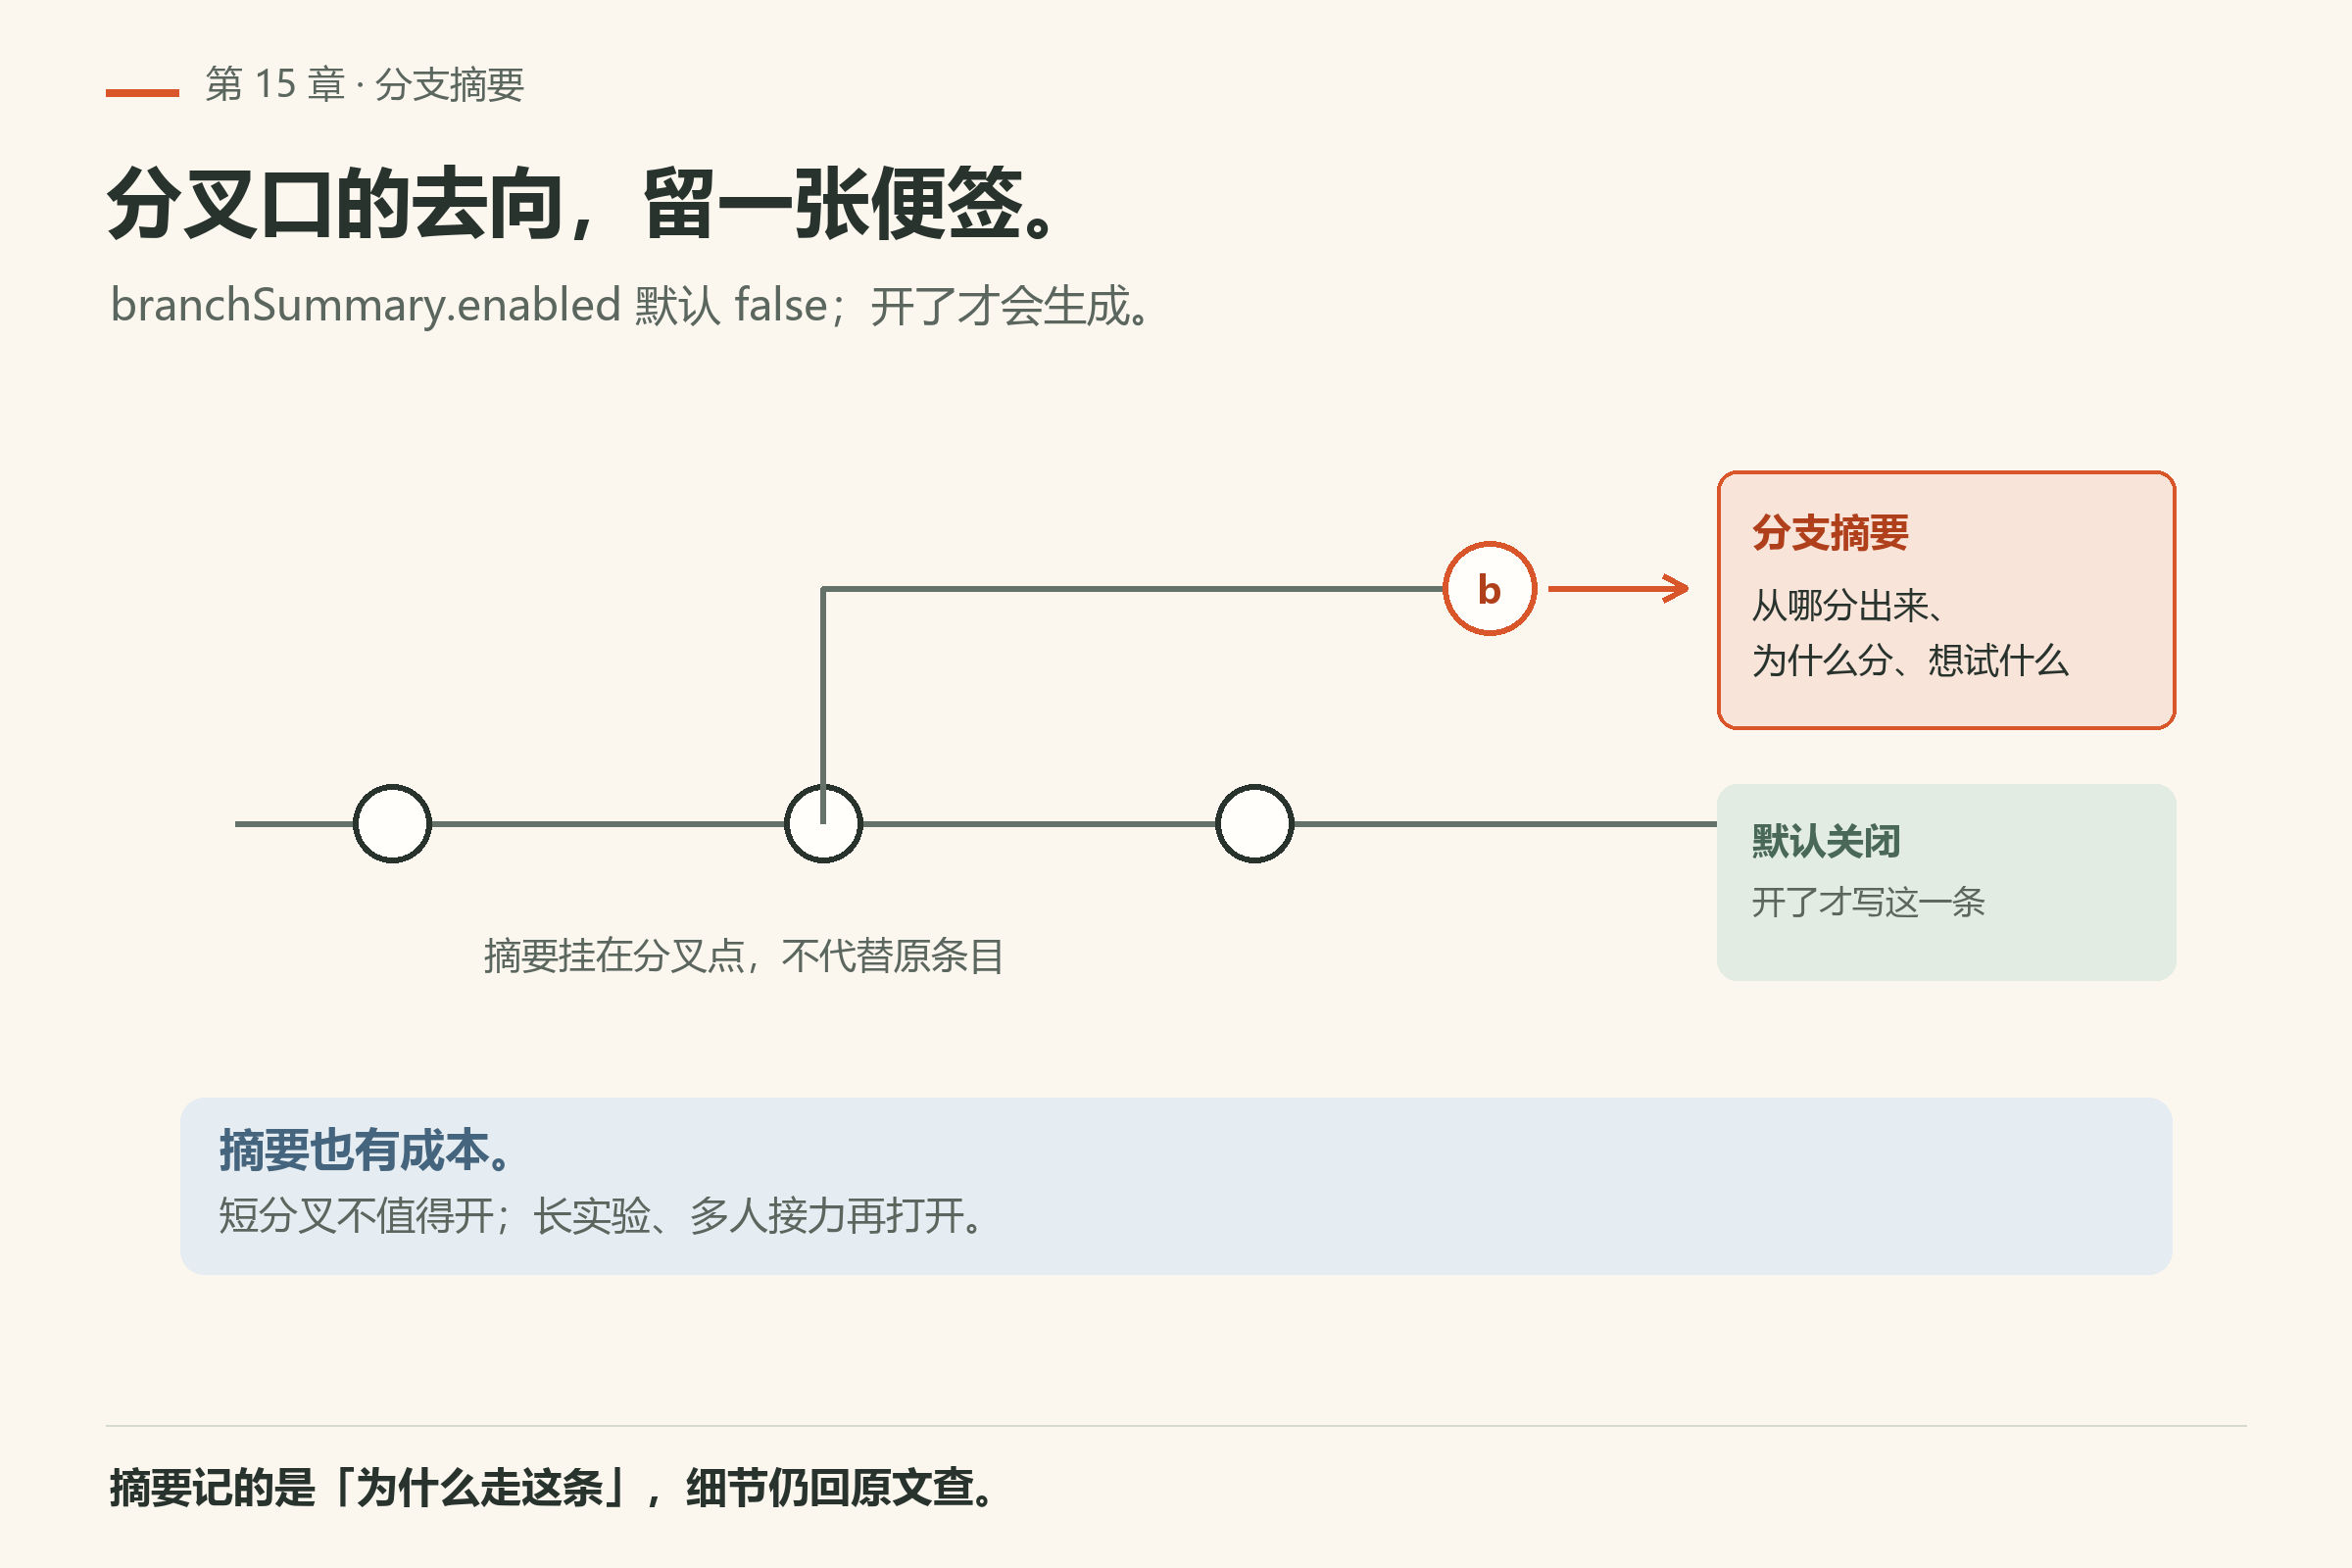 第 15 章 · 分支摘要
分叉口的去向，留一张便签。
branchSummary.enabled 默认 false；开了才会生成。
b
分支摘要
从哪分出来、
为什么分、想试什么
默认关闭
开了才写这一条
摘要挂在分叉点，不代替原条目
摘要也有成本。
短分叉不值得开；长实验、多人接力再打开。
摘要记的是「为什么走这条」，细节仍回原文查。